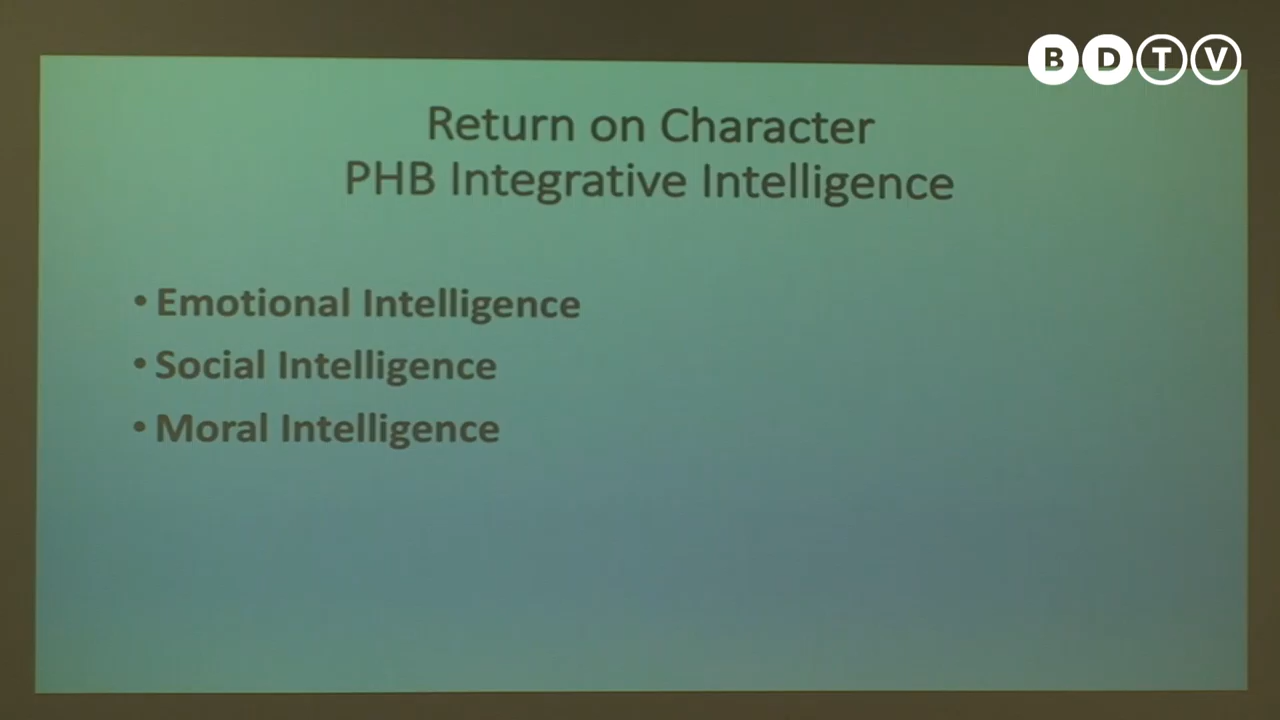 BDTV
Return on Character
PHB Integrative Intelligence
• Emotional Intelligence
• Social Intelligence
• Moral Intelligence